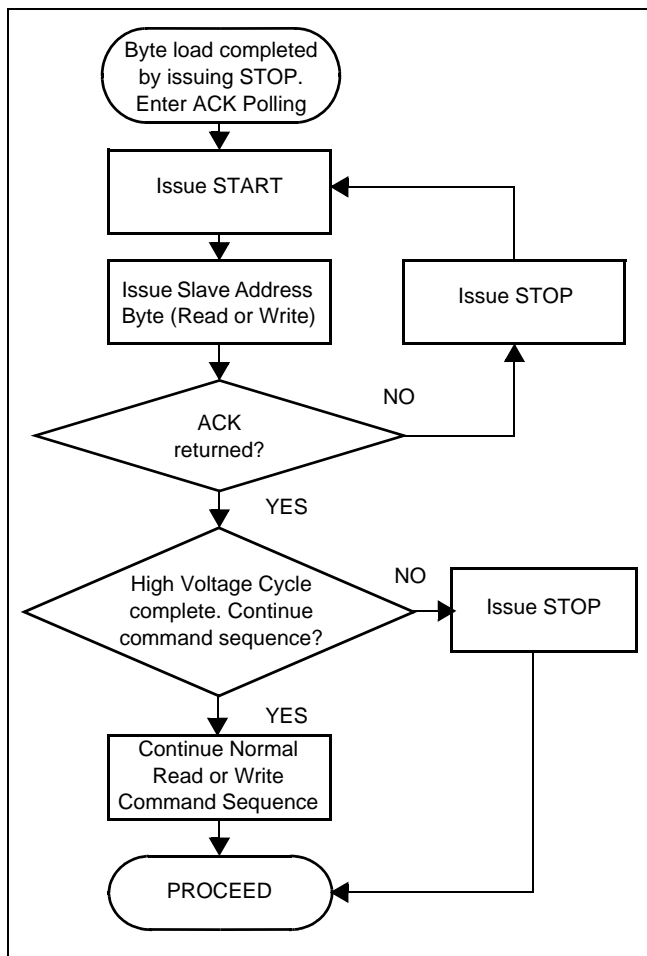 Byte load completed
by issuing STOP.
Enter ACK Polling
Issue START
Issue Slave Address
Byte (Read or Write)
Issue STOP
ACK
returned?
NO
YES
High Voltage Cycle
complete. Continue
command sequence?
NO
Issue STOP
YES
Continue Normal
Read or Write
Command Sequence
PROCEED